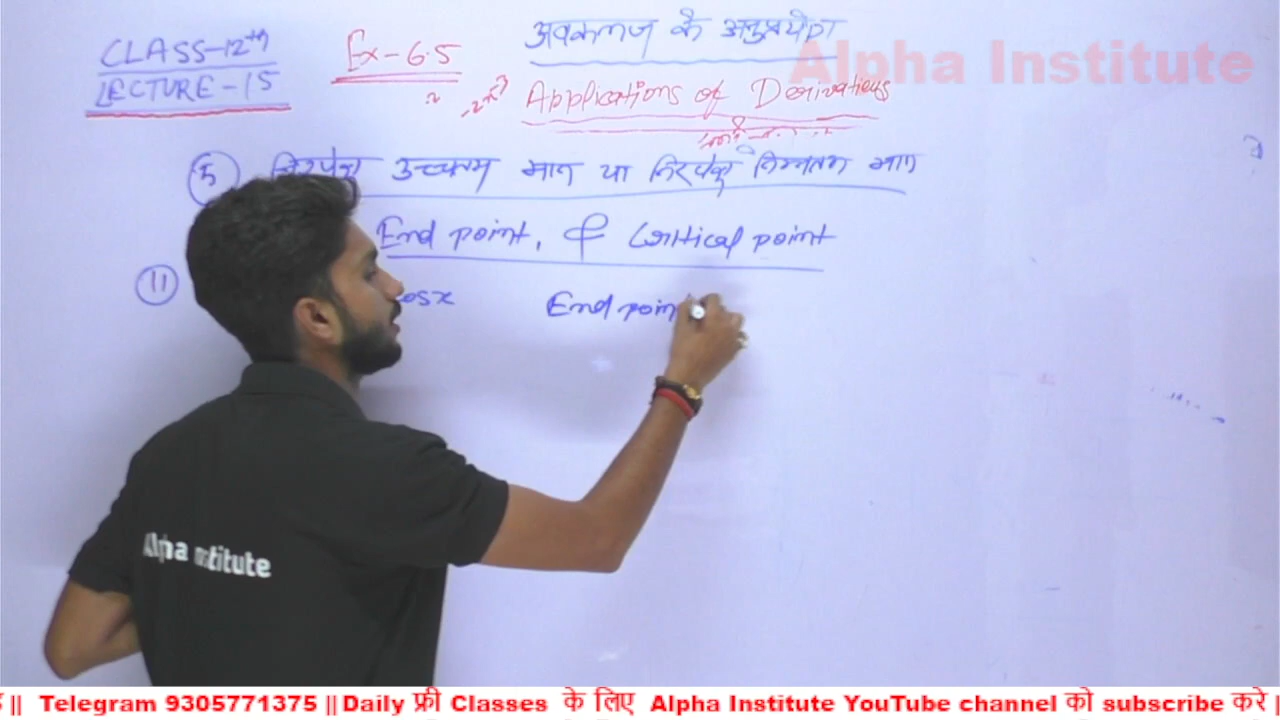 CLASS-12th
LECTURE-15
Ex-6.5
अवकलज के अनुप्रयोग
Alpha Institute
Applications of Derivatives
5 निरपेक्ष उच्चतम मान या निरपेक्ष निम्नतम मान
End point, & Critical point
(ii) cosx End point
Alpha Institute
|| Telegram 9305771375 || Daily फ्री Classes के लिए Alpha Institute YouTube channel को subscribe करे |